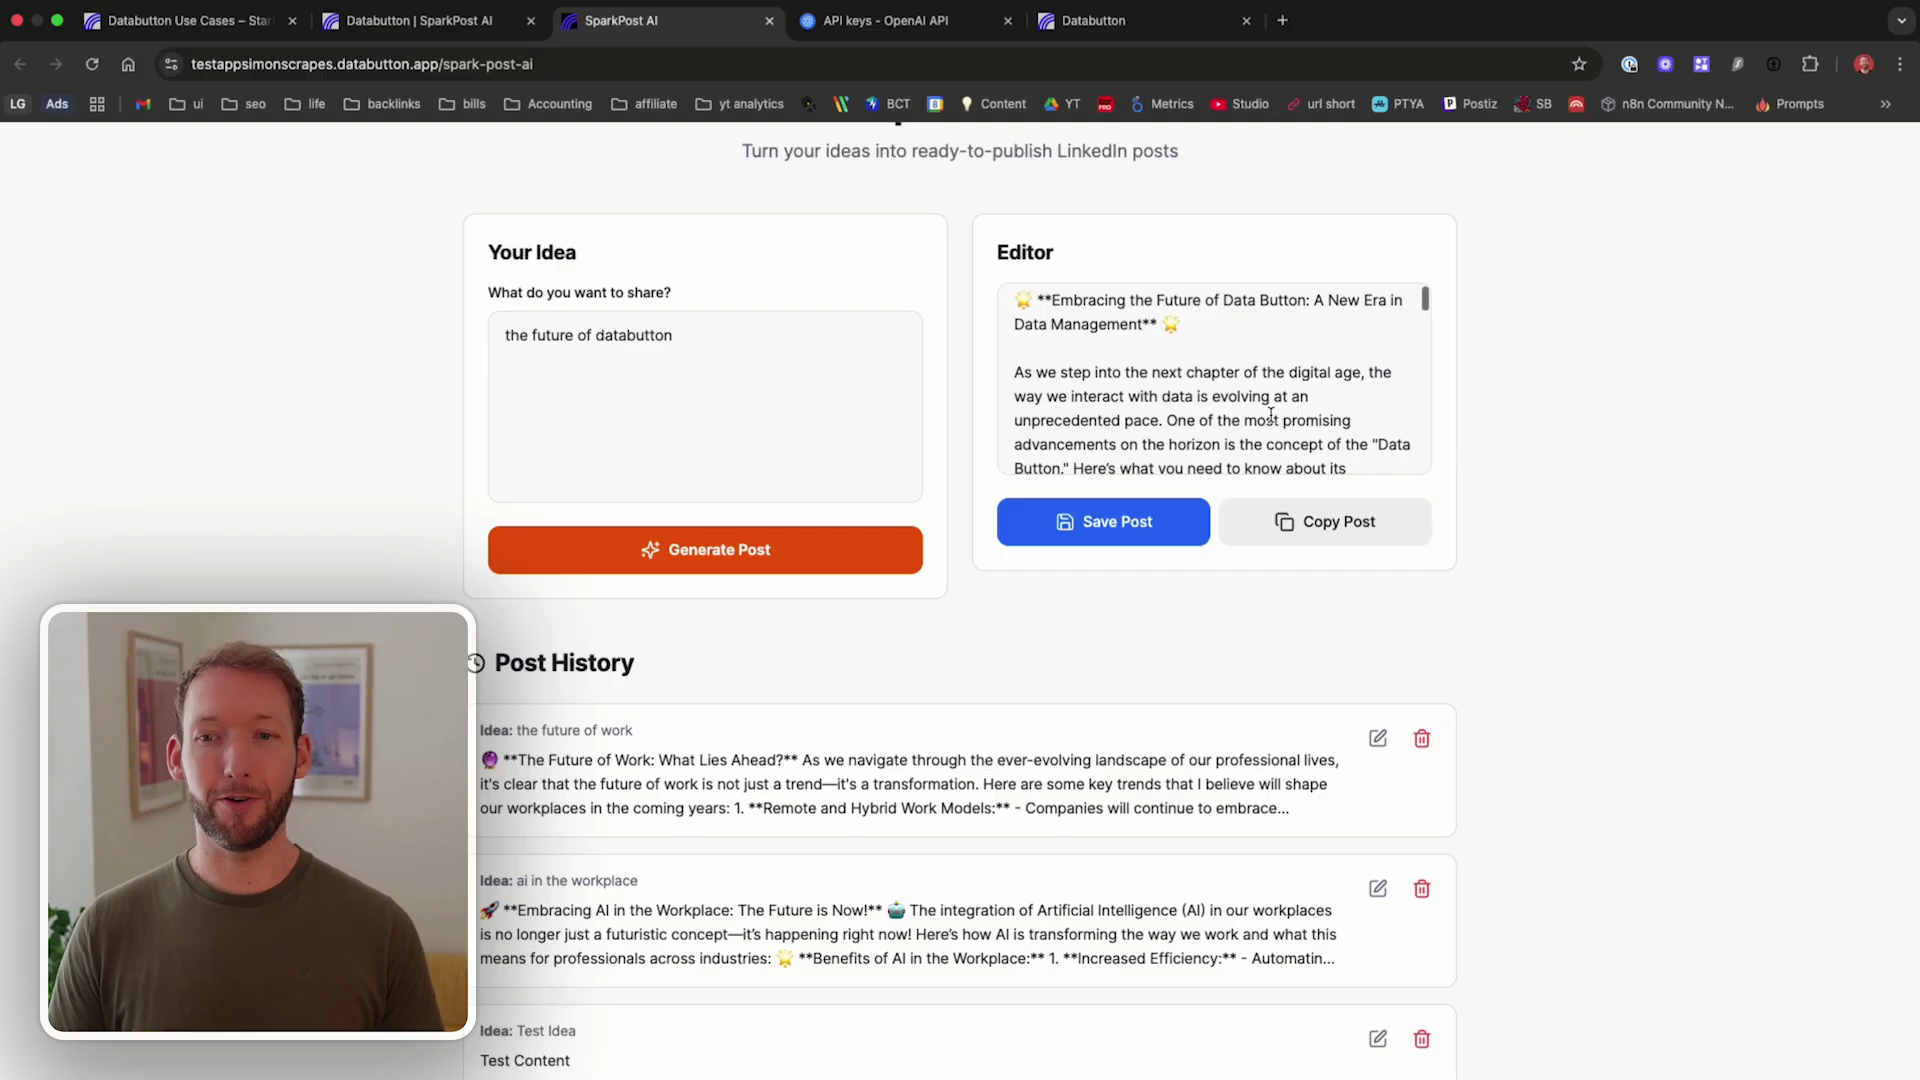 Databutton Use Cases – Star
Databutton | SparkPost AI
SparkPost AI
API keys - OpenAI API
Databutton
testappsimonscrapes.databutton.app/spark-post-ai
LG
Ads
ui
seo
life
backlinks
bills
Accounting
affiliate
yt analytics
BCT
Content
YT
Metrics
Studio
url short
PTYA
Postiz
SB
n8n Community N...
Prompts
Turn your ideas into ready-to-publish LinkedIn posts
Your Idea
What do you want to share?
the future of databutton
Generate Post
Editor
🌟 **Embracing the Future of Data Button: A New Era in
Data Management** 🌟
As we step into the next chapter of the digital age, the
way we interact with data is evolving at an
unprecedented pace. One of the most promising
advancements on the horizon is the concept of the "Data
Button." Here's what you need to know about its
Save Post
Copy Post
Post History
Idea: the future of work
🔮 **The Future of Work: What Lies Ahead?** As we navigate through the ever-evolving landscape of our professional lives,
it's clear that the future of work is not just a trend—it's a transformation. Here are some key trends that I believe will shape
our workplaces in the coming years: 1. **Remote and Hybrid Work Models:** - Companies will continue to embrace...
Idea: ai in the workplace
🚀 **Embracing AI in the Workplace: The Future is Now!** 🤖 The integration of Artificial Intelligence (AI) in our workplaces
is no longer just a futuristic concept—it's happening right now! Here's how AI is transforming the way we work and what this
means for professionals across industries: 🌟 **Benefits of AI in the Workplace:** 1. **Increased Efficiency:** - Automatin...
Idea: Test Idea
Test Content